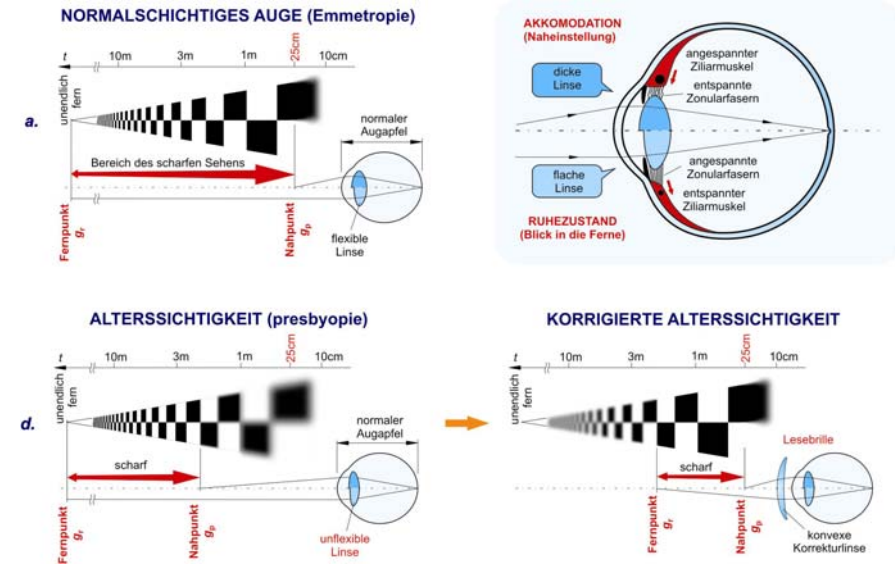 NORMALSCHICHTIGES AUGE (Emmetropie)
t
10m
3m
1m
25cm
10cm
unendlich
fern
a.
Bereich des scharfen Sehens
normaler
Augapfel
Fernpunkt
gr
Nahpunkt
gp
flexible
Linse
AKKOMODATION
(Naheinstellung)
dicke
Linse
angespannter
Ziliarmuskel
entspannte
Zonularfasern
flache
Linse
angespannte
Zonularfasern
entspannter
Ziliarmuskel
RUHEZUSTAND
(Blick in die Ferne)
ALTERSSICHTIGKEIT (presbyopie)
t
10m
3m
1m
25cm
10cm
unendlich
fern
d.
scharf
normaler
Augapfel
Fernpunkt
gr
Nahpunkt
gp
unflexible
Linse
KORRIGIERTE ALTERSSICHTIGKEIT
t
10m
3m
1m
25cm
10cm
unendlich
fern
Lesebrille
scharf
Fernpunkt
gr
Nahpunkt
gp
konvexe
Korrekturlinse